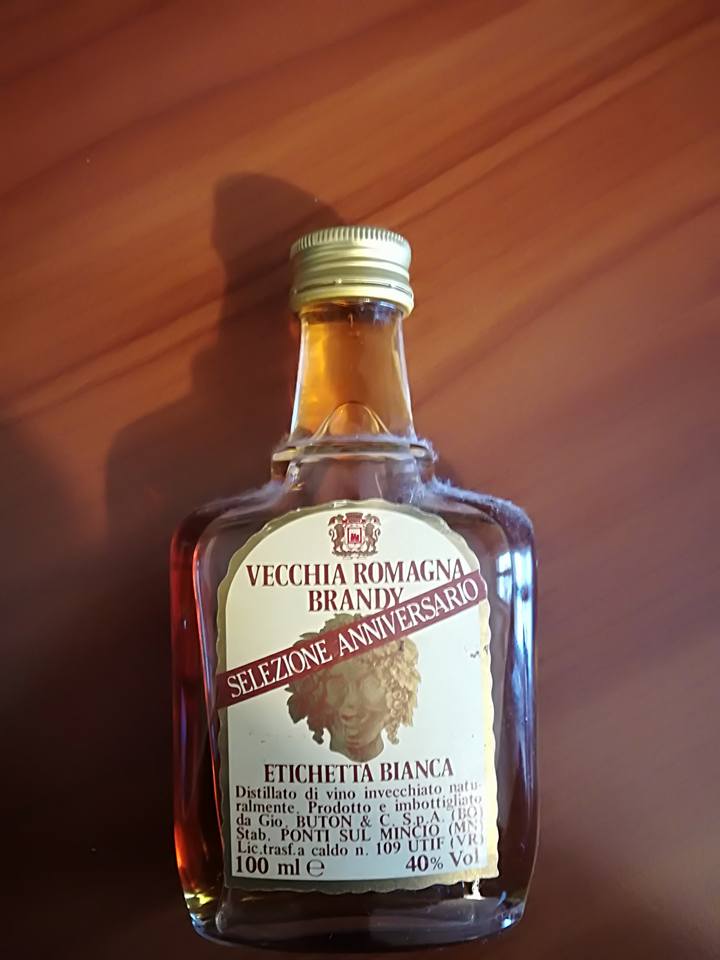 VECCHIA ROMAGNA
BRANDY
SELEZIONE ANNIVERSARIO
ETICHETTA BIANCA
Distillato di vino invecchiato natu-
ralmente. Prodotto e imbottigliato
da Gio. BUTON & C. S.p.A. (BO)
Stab. PONTI SUL MINCIO (MN)
Lic.trasf.a caldo n. 109 UTIF (VR)
100 ml ℮ 40% Vol